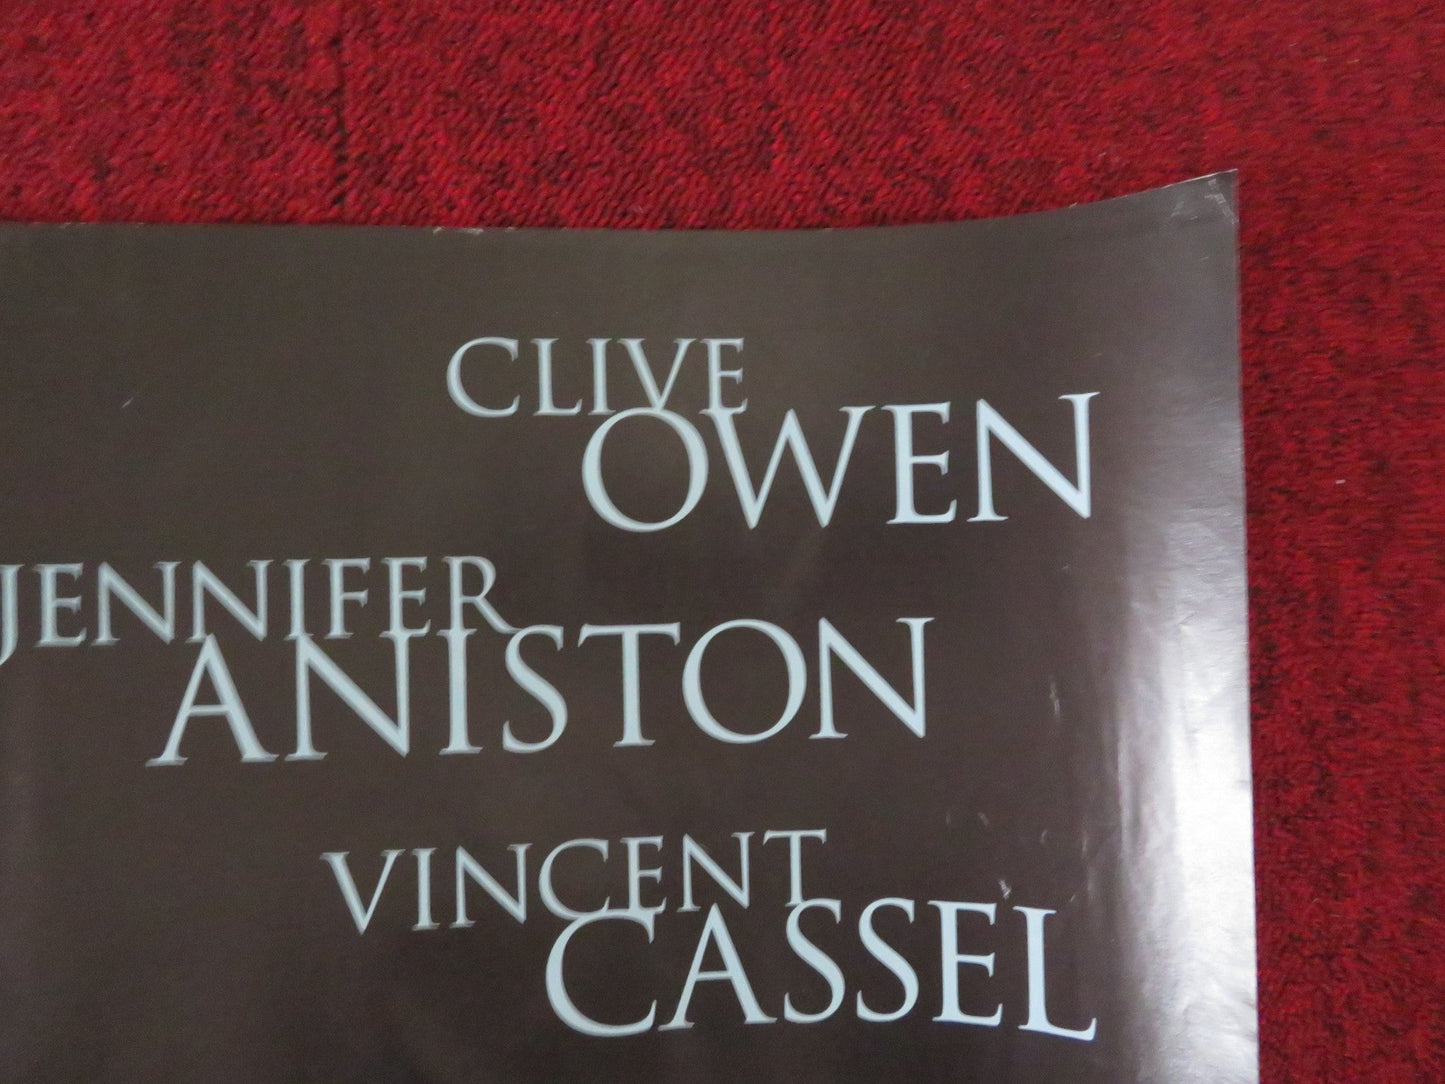 CLIVE
OWEN
JENNIFER
ANISTON
VINCENT
CASSEL